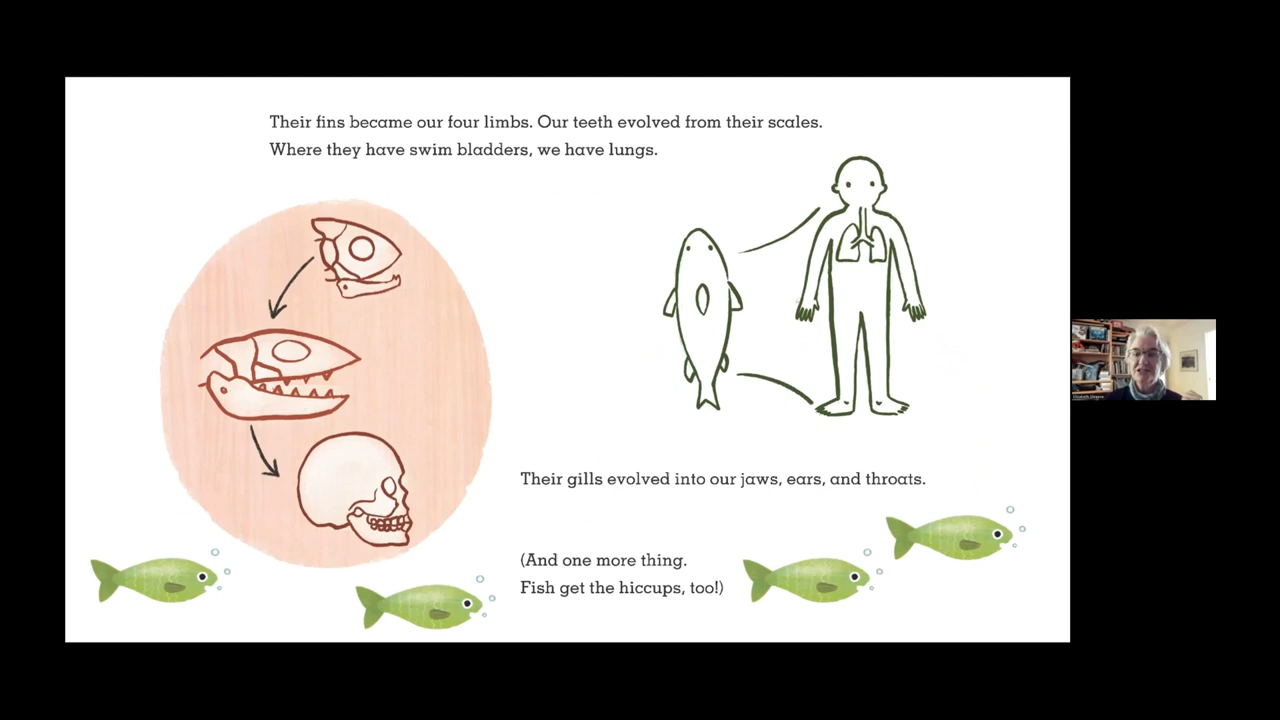 Their fins became our four limbs. Our teeth evolved from their scales.
Where they have swim bladders, we have lungs.
Their gills evolved into our jaws, ears, and throats.
(And one more thing.
Fish get the hiccups, too!)